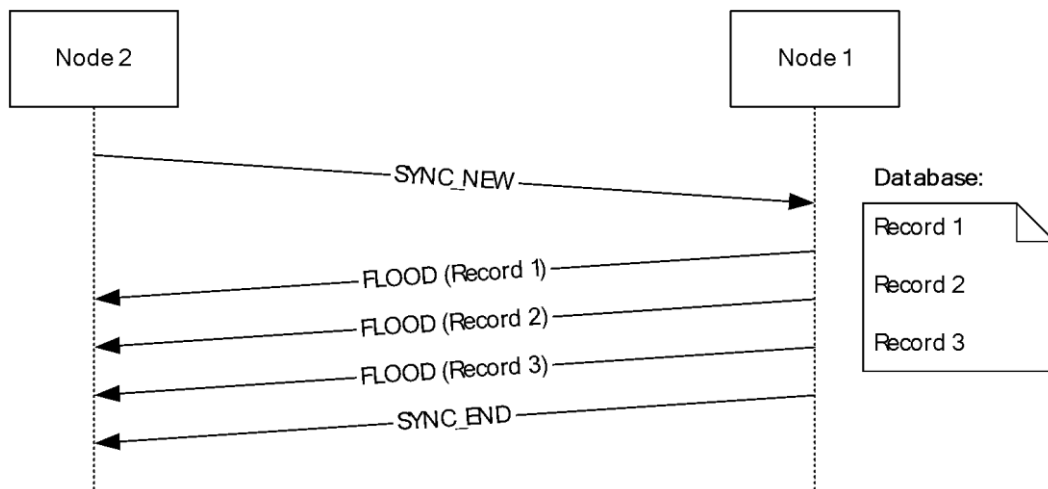 Node 2
Node 1
SYNC_NEW
Database:
Record 1
Record 2
Record 3
FLOOD (Record 1)
FLOOD (Record 2)
FLOOD (Record 3)
SYNC_END